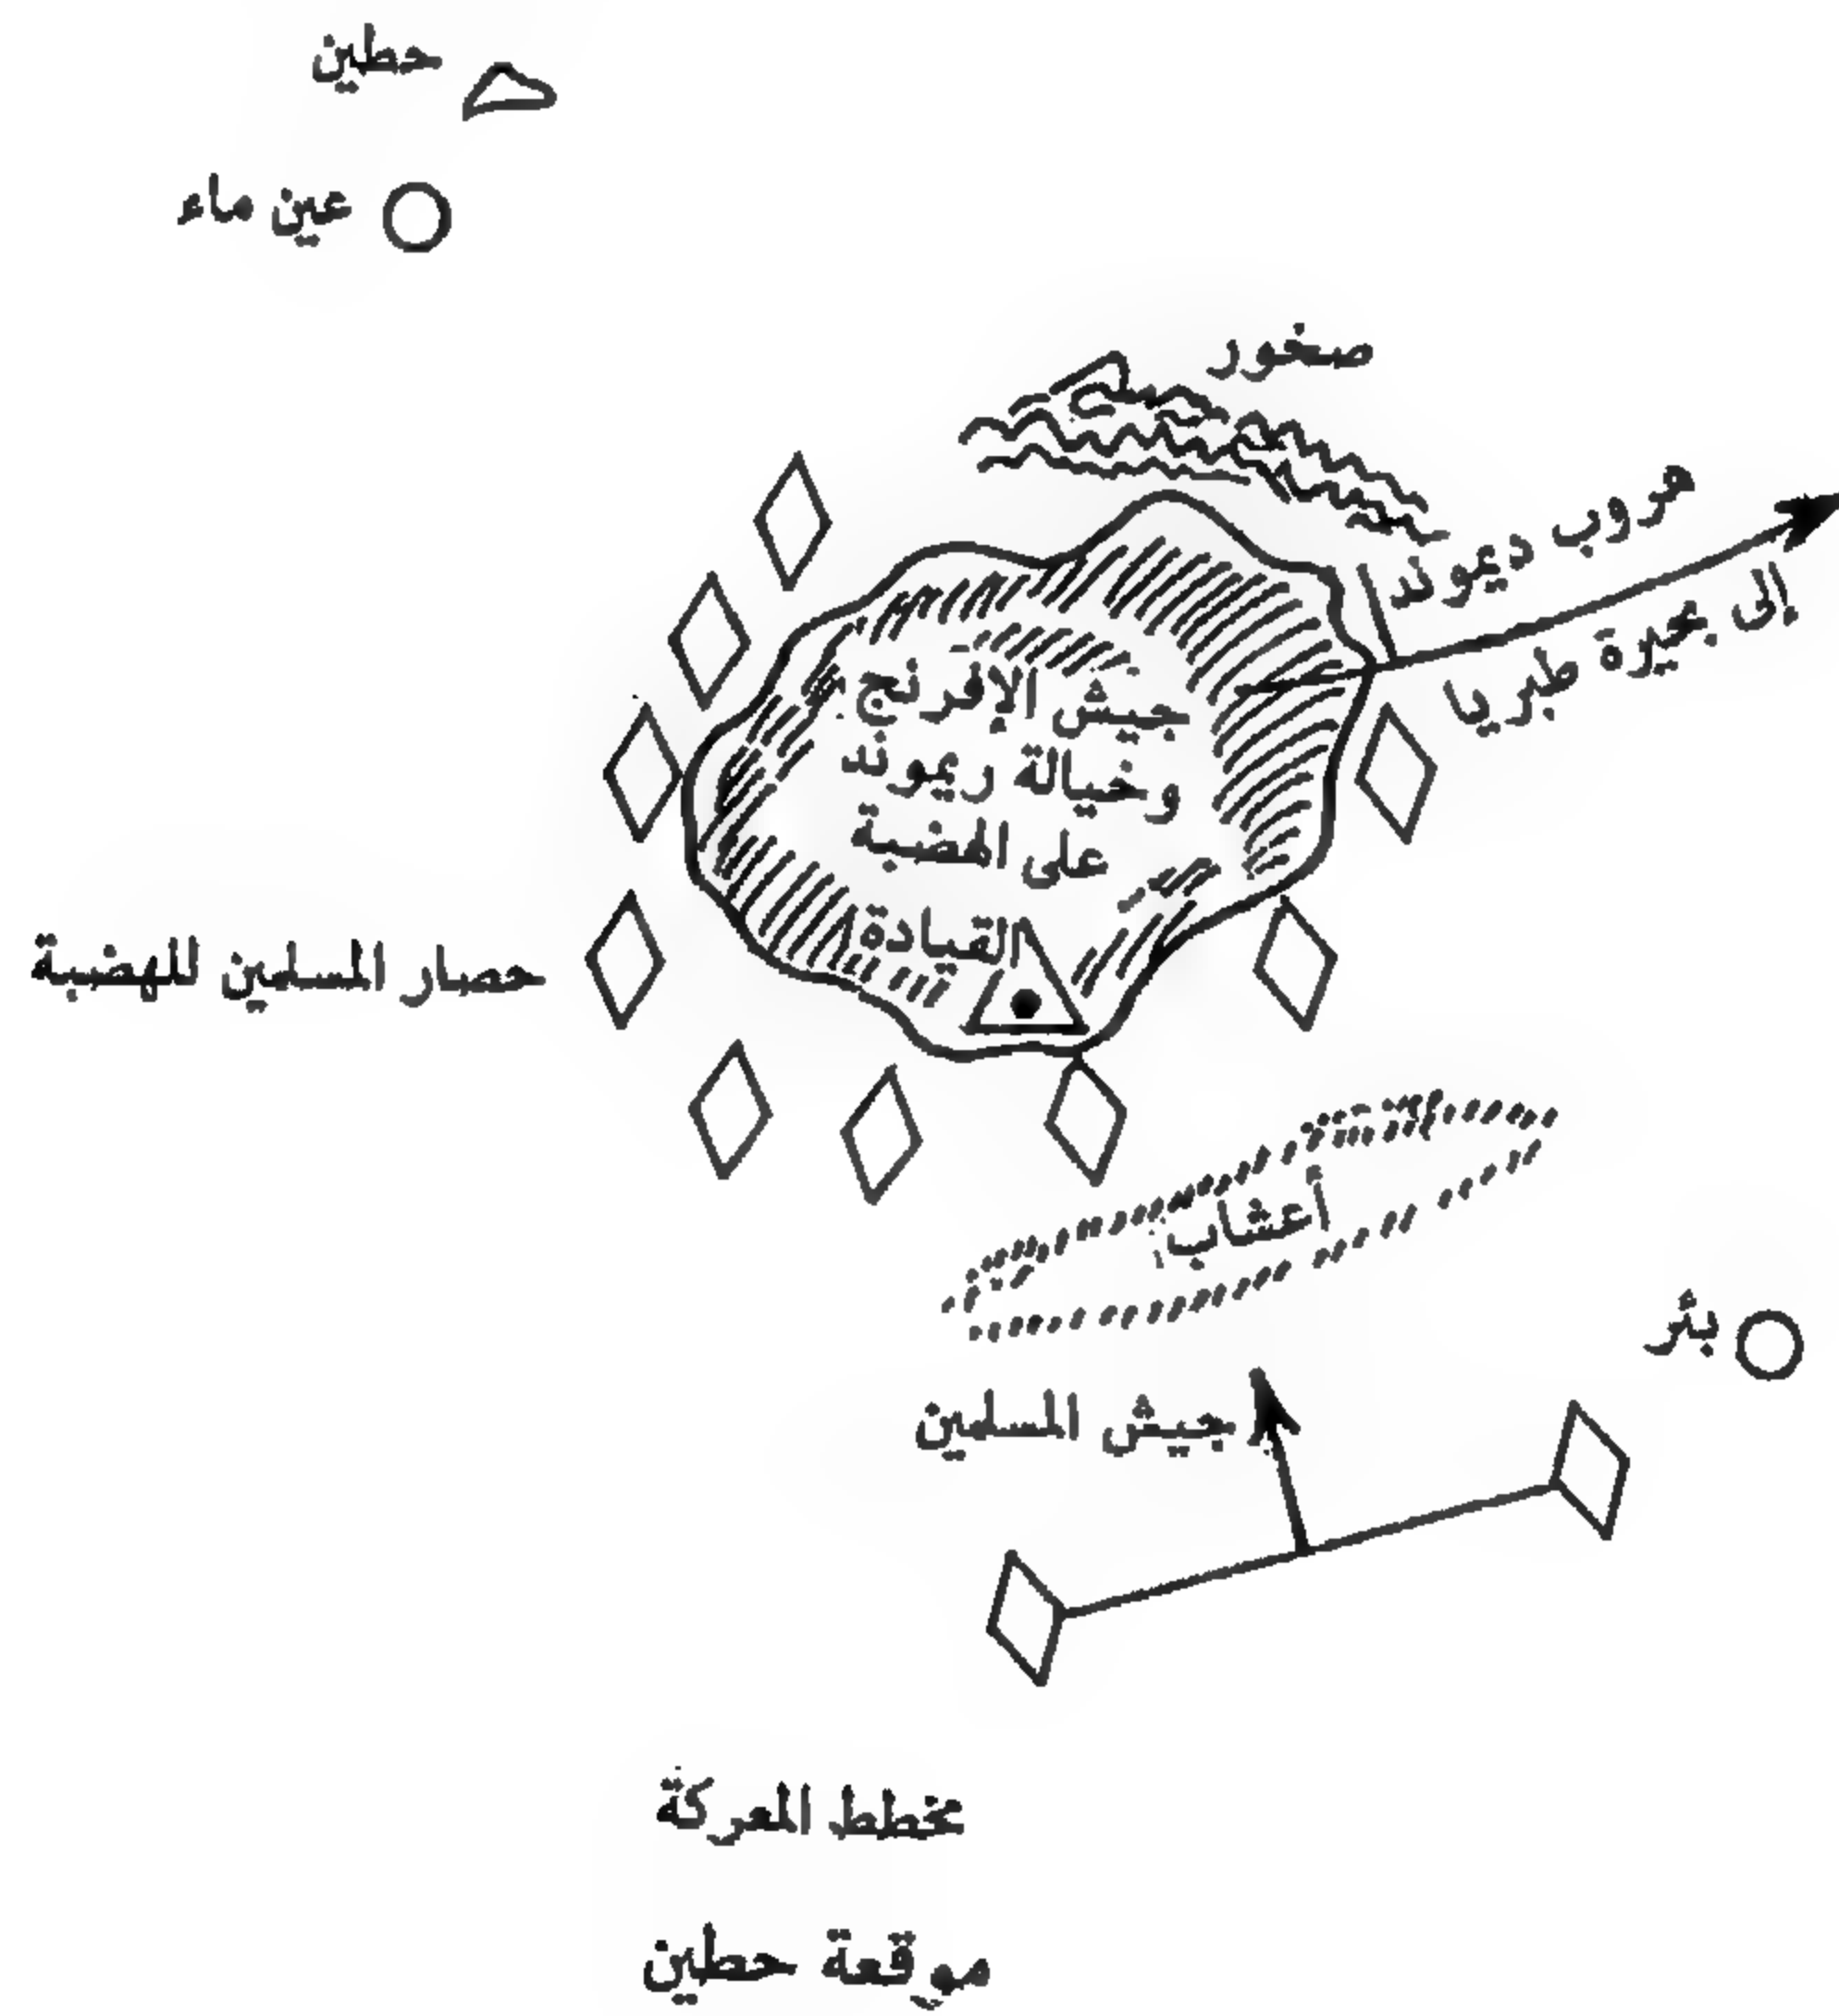 حطين
عين ماء
صخور
هروب ديموند
إلى بحيرة طبريا
جيش الإفرنج
وخيالة ريموند
على الهضبة
القيادة
حصار المسلمين للهضبة
أعشاب
بئر
جيش المسلمين
مخطط المعركة
موقعة حطين